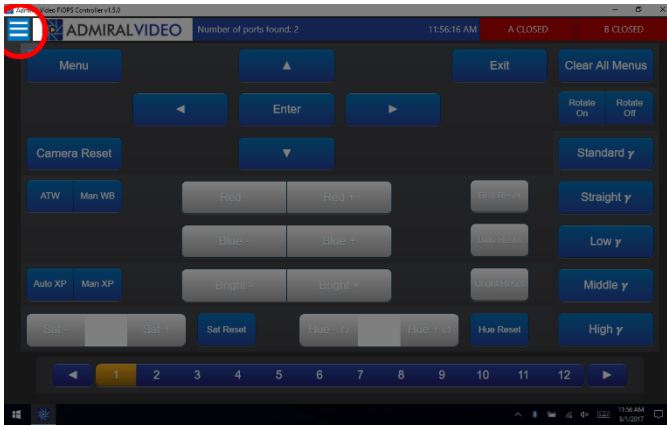 Admiral Video FiOPS Controller v1.5.0
ADMIRALVIDEO Number of ports found: 2 11:56:16 AM A CLOSED B CLOSED
Menu Exit Clear All Menus
Enter Rotate On Rotate Off
Camera Reset Standard γ
ATW Man WB Red - Red + Red Reset Straight γ
Blue - Blue + Blue Reset Low γ
Auto XP Man XP Bright - Bright + Bright Reset Middle γ
Sat - Sat + Sat Reset Hue - Hue + Hue Reset High γ
1 2 3 4 5 6 7 8 9 10 11 12
11:56 AM
8/1/2017